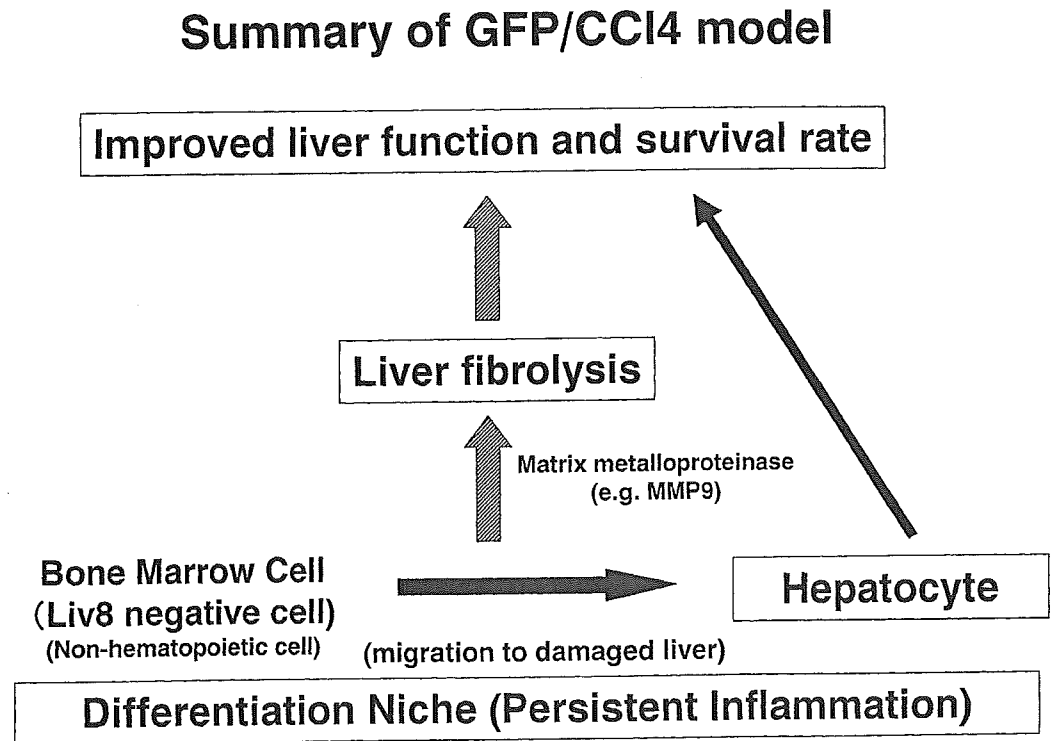 Summary of GFP/CCl4 model
Improved liver function and survival rate
Liver fibrolysis
Matrix metalloproteinase
(e.g. MMP9)
Bone Marrow Cell
(Liv8 negative cell)
(Non-hematopoietic cell)
(migration to damaged liver)
Hepatocyte
Differentiation Niche (Persistent Inflammation)